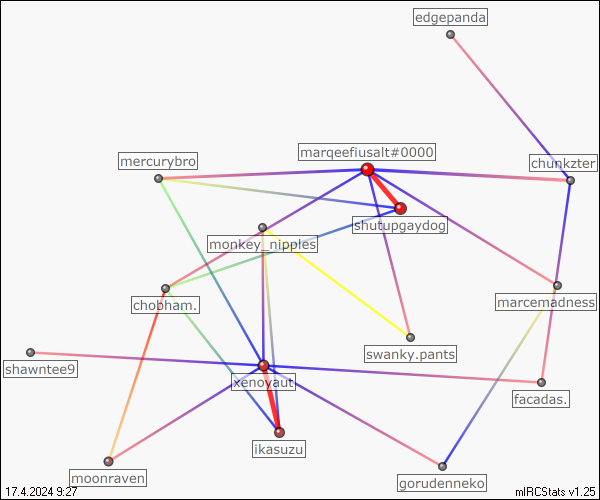 edgepanda
marqeefiusalt#0000
mercurybro
chunkzter
shutupgaydog
monkey_nipples
marcemadness
chobham.
swanky.pants
shawntee9
xenoyaut
facadas.
ikasuzu
moonraven
gorudenneko
17.4.2024 9:27
mIRCStats v1.25